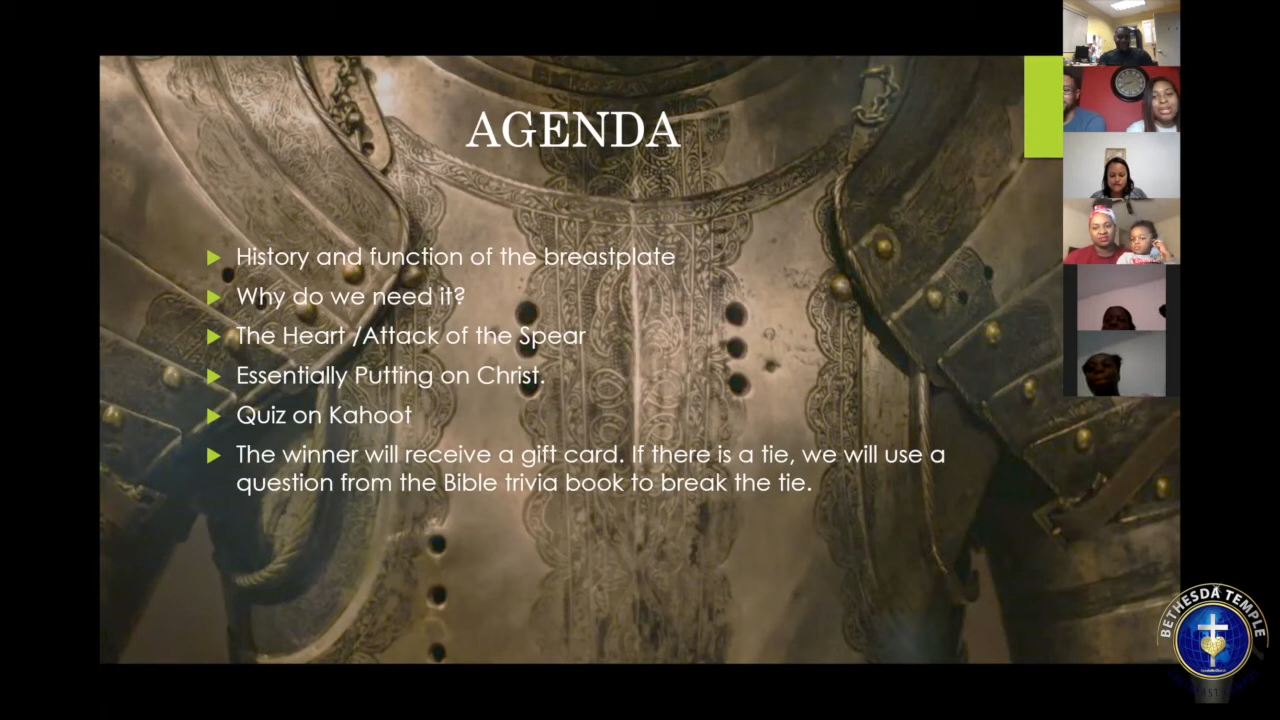 AGENDA
History and function of the breastplate
Why do we need it?
The Heart /Attack of the Spear
Essentially Putting on Christ.
Quiz on Kahoot
The winner will receive a gift card. If there is a tie, we will use a
question from the Bible trivia book to break the tie.
BETHESDA TEMPLE